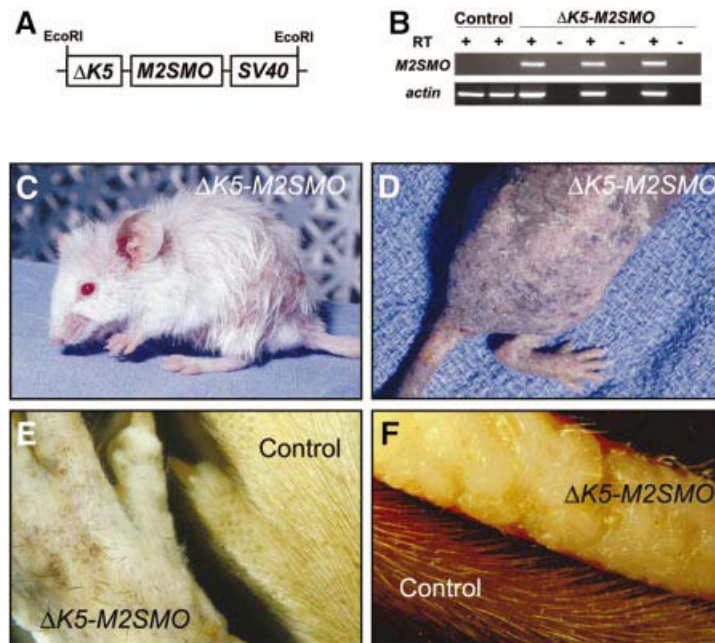 A
EcoRI EcoRI
ΔK5 M2SMO SV40
B
Control ΔK5-M2SMO
RT + + + - + - + -
M2SMO
actin
C ΔK5-M2SMO
D ΔK5-M2SMO
E Control
ΔK5-M2SMO
F ΔK5-M2SMO
Control